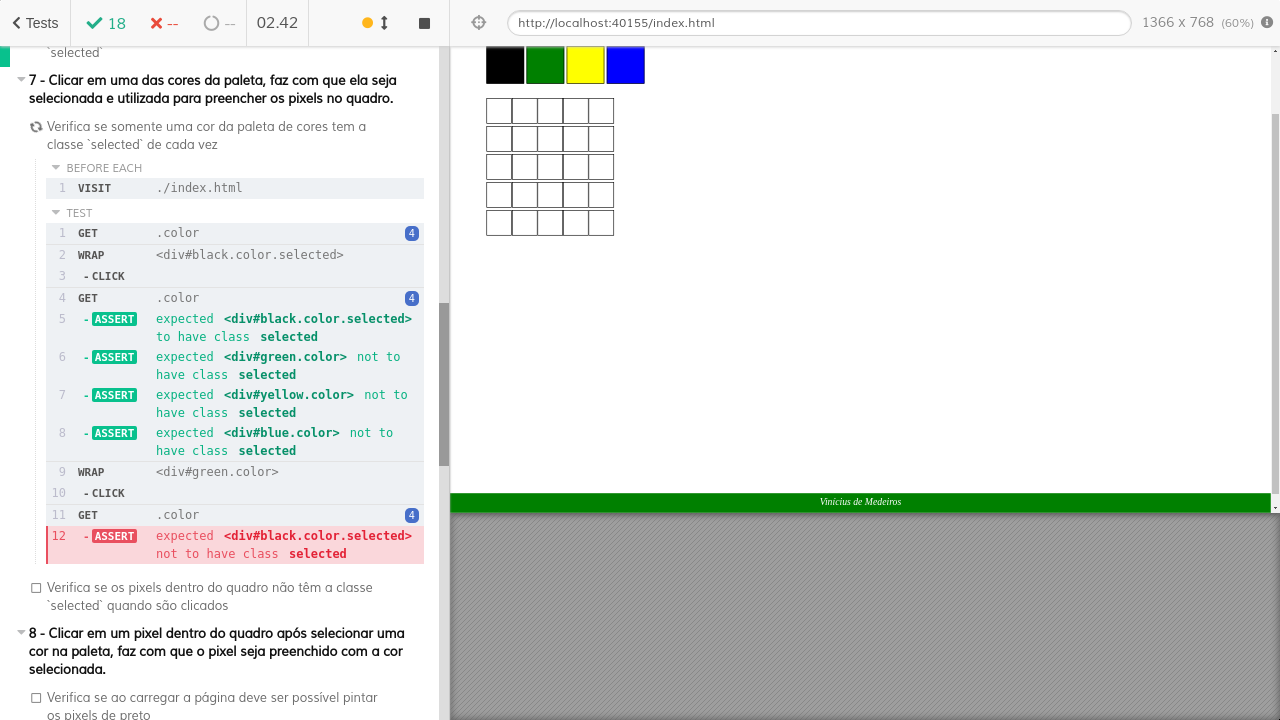 Tests
18
--
--
02.42
http://localhost:40155/index.html
1366 x 768 (60%)
`selected`
7 - Clicar em uma das cores da paleta, faz com que ela seja
selecionada e utilizada para preencher os pixels no quadro.
Verifica se somente uma cor da paleta de cores tem a
classe `selected` de cada vez
BEFORE EACH
1 VISIT ./index.html
TEST
1 GET .color 4
2 WRAP <div#black.color.selected>
3 - CLICK
4 GET .color 4
5 - ASSERT expected <div#black.color.selected>
to have class selected
6 - ASSERT expected <div#green.color> not to
have class selected
7 - ASSERT expected <div#yellow.color> not to
have class selected
8 - ASSERT expected <div#blue.color> not to
have class selected
9 WRAP <div#green.color>
10 - CLICK
11 GET .color 4
12 - ASSERT expected <div#black.color.selected>
not to have class selected
Verifica se os pixels dentro do quadro não têm a classe
`selected` quando são clicados
8 - Clicar em um pixel dentro do quadro após selecionar uma
cor na paleta, faz com que o pixel seja preenchido com a cor
selecionada.
Verifica se ao carregar a página deve ser possível pintar
os pixels de preto
Vinícius de Medeiros